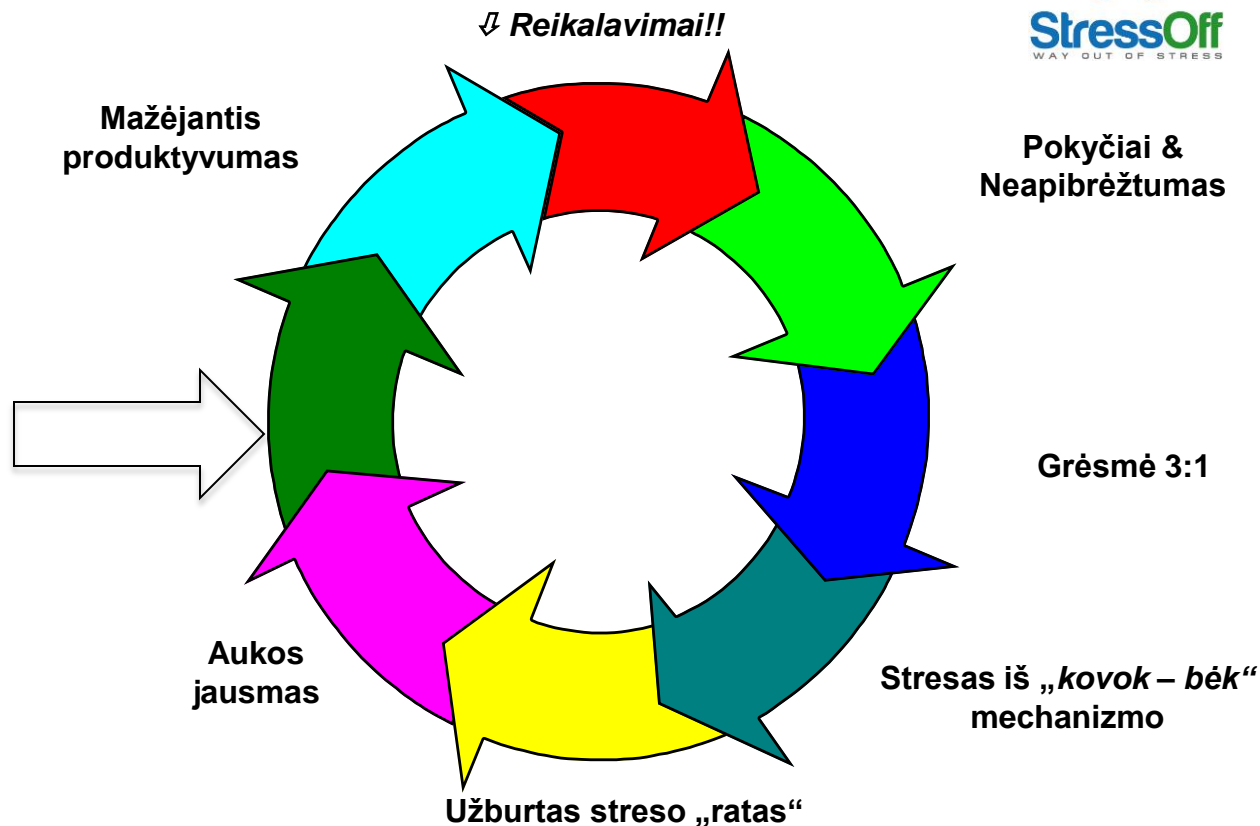 ⇩ Reikalavimai!!
StressOff
WAY OUT OF STRESS
Mažėjantis
produktyvumas
Pokyčiai &
Neapibrėžtumas
Grėsmė 3:1
Aukos
jausmas
Stresas iš „kovok – bėk“
mechanizmo
Užburtas streso „ratas“